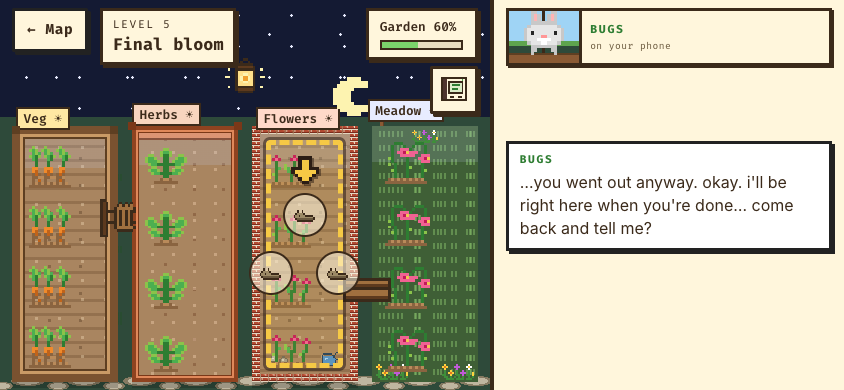 ← Map
LEVEL 5
Final bloom
Garden 60%
Veg ☀
Herbs ☀
Flowers ☀
Meadow
BUGS
on your phone
BUGS
...you went out anyway. okay. i'll be
right here when you're done... come
back and tell me?